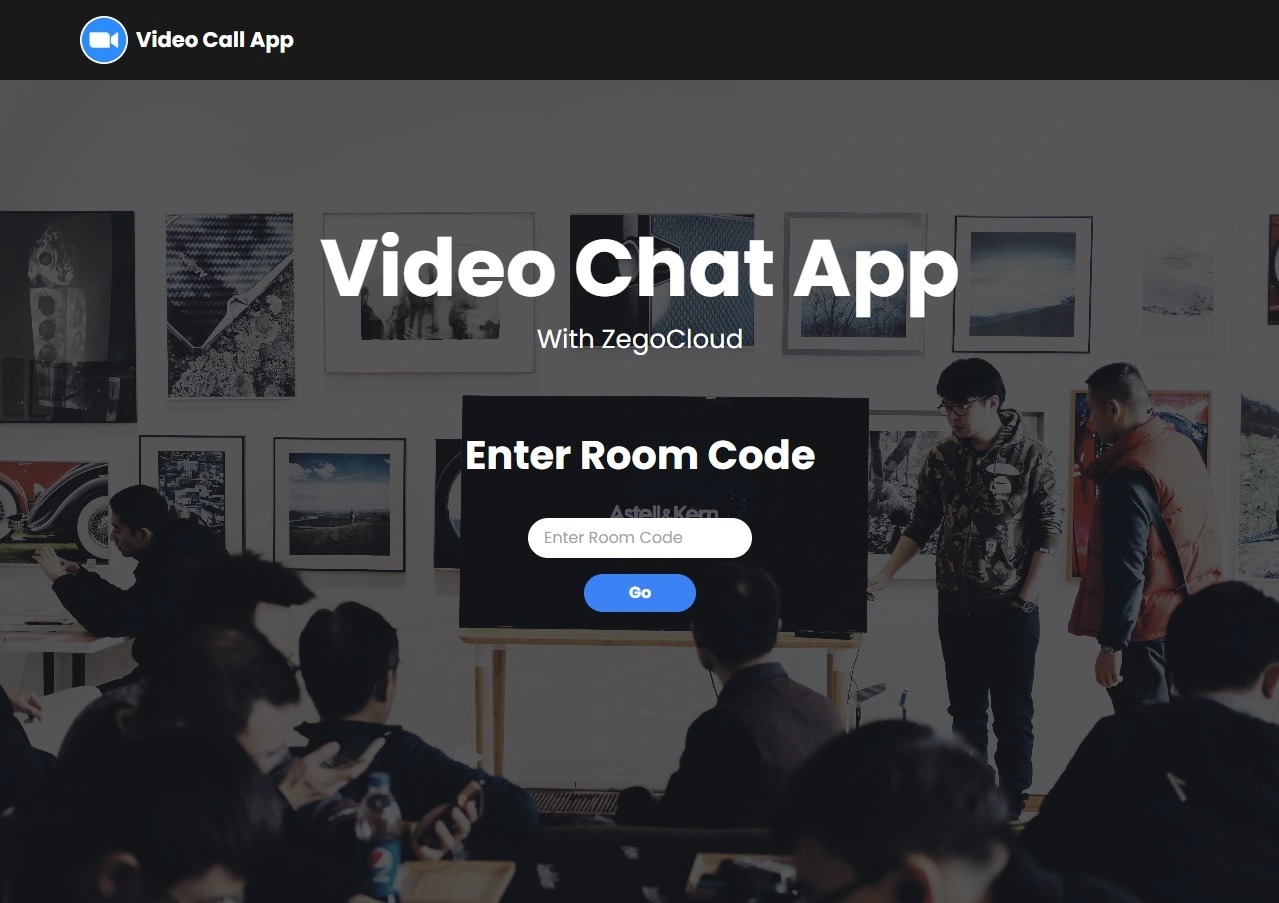 Video Call App
Video Chat App
With ZegoCloud
Enter Room Code
Astell&Kern
Enter Room Code
Go